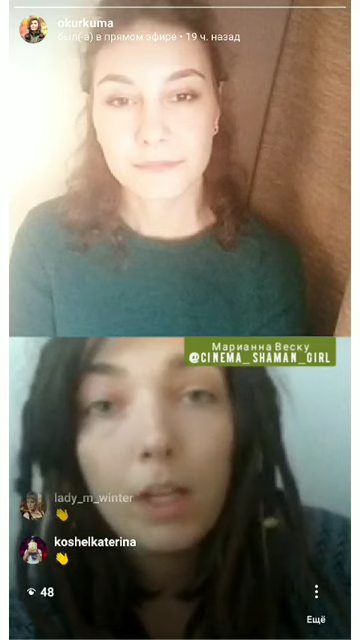 okurkuma
был(-а) в прямом эфире • 19 ч. назад
Марианна Веску
@CINEMA_SHAMAN_GIRL
lady_m_winter
koshelkaterina
48
Ещё